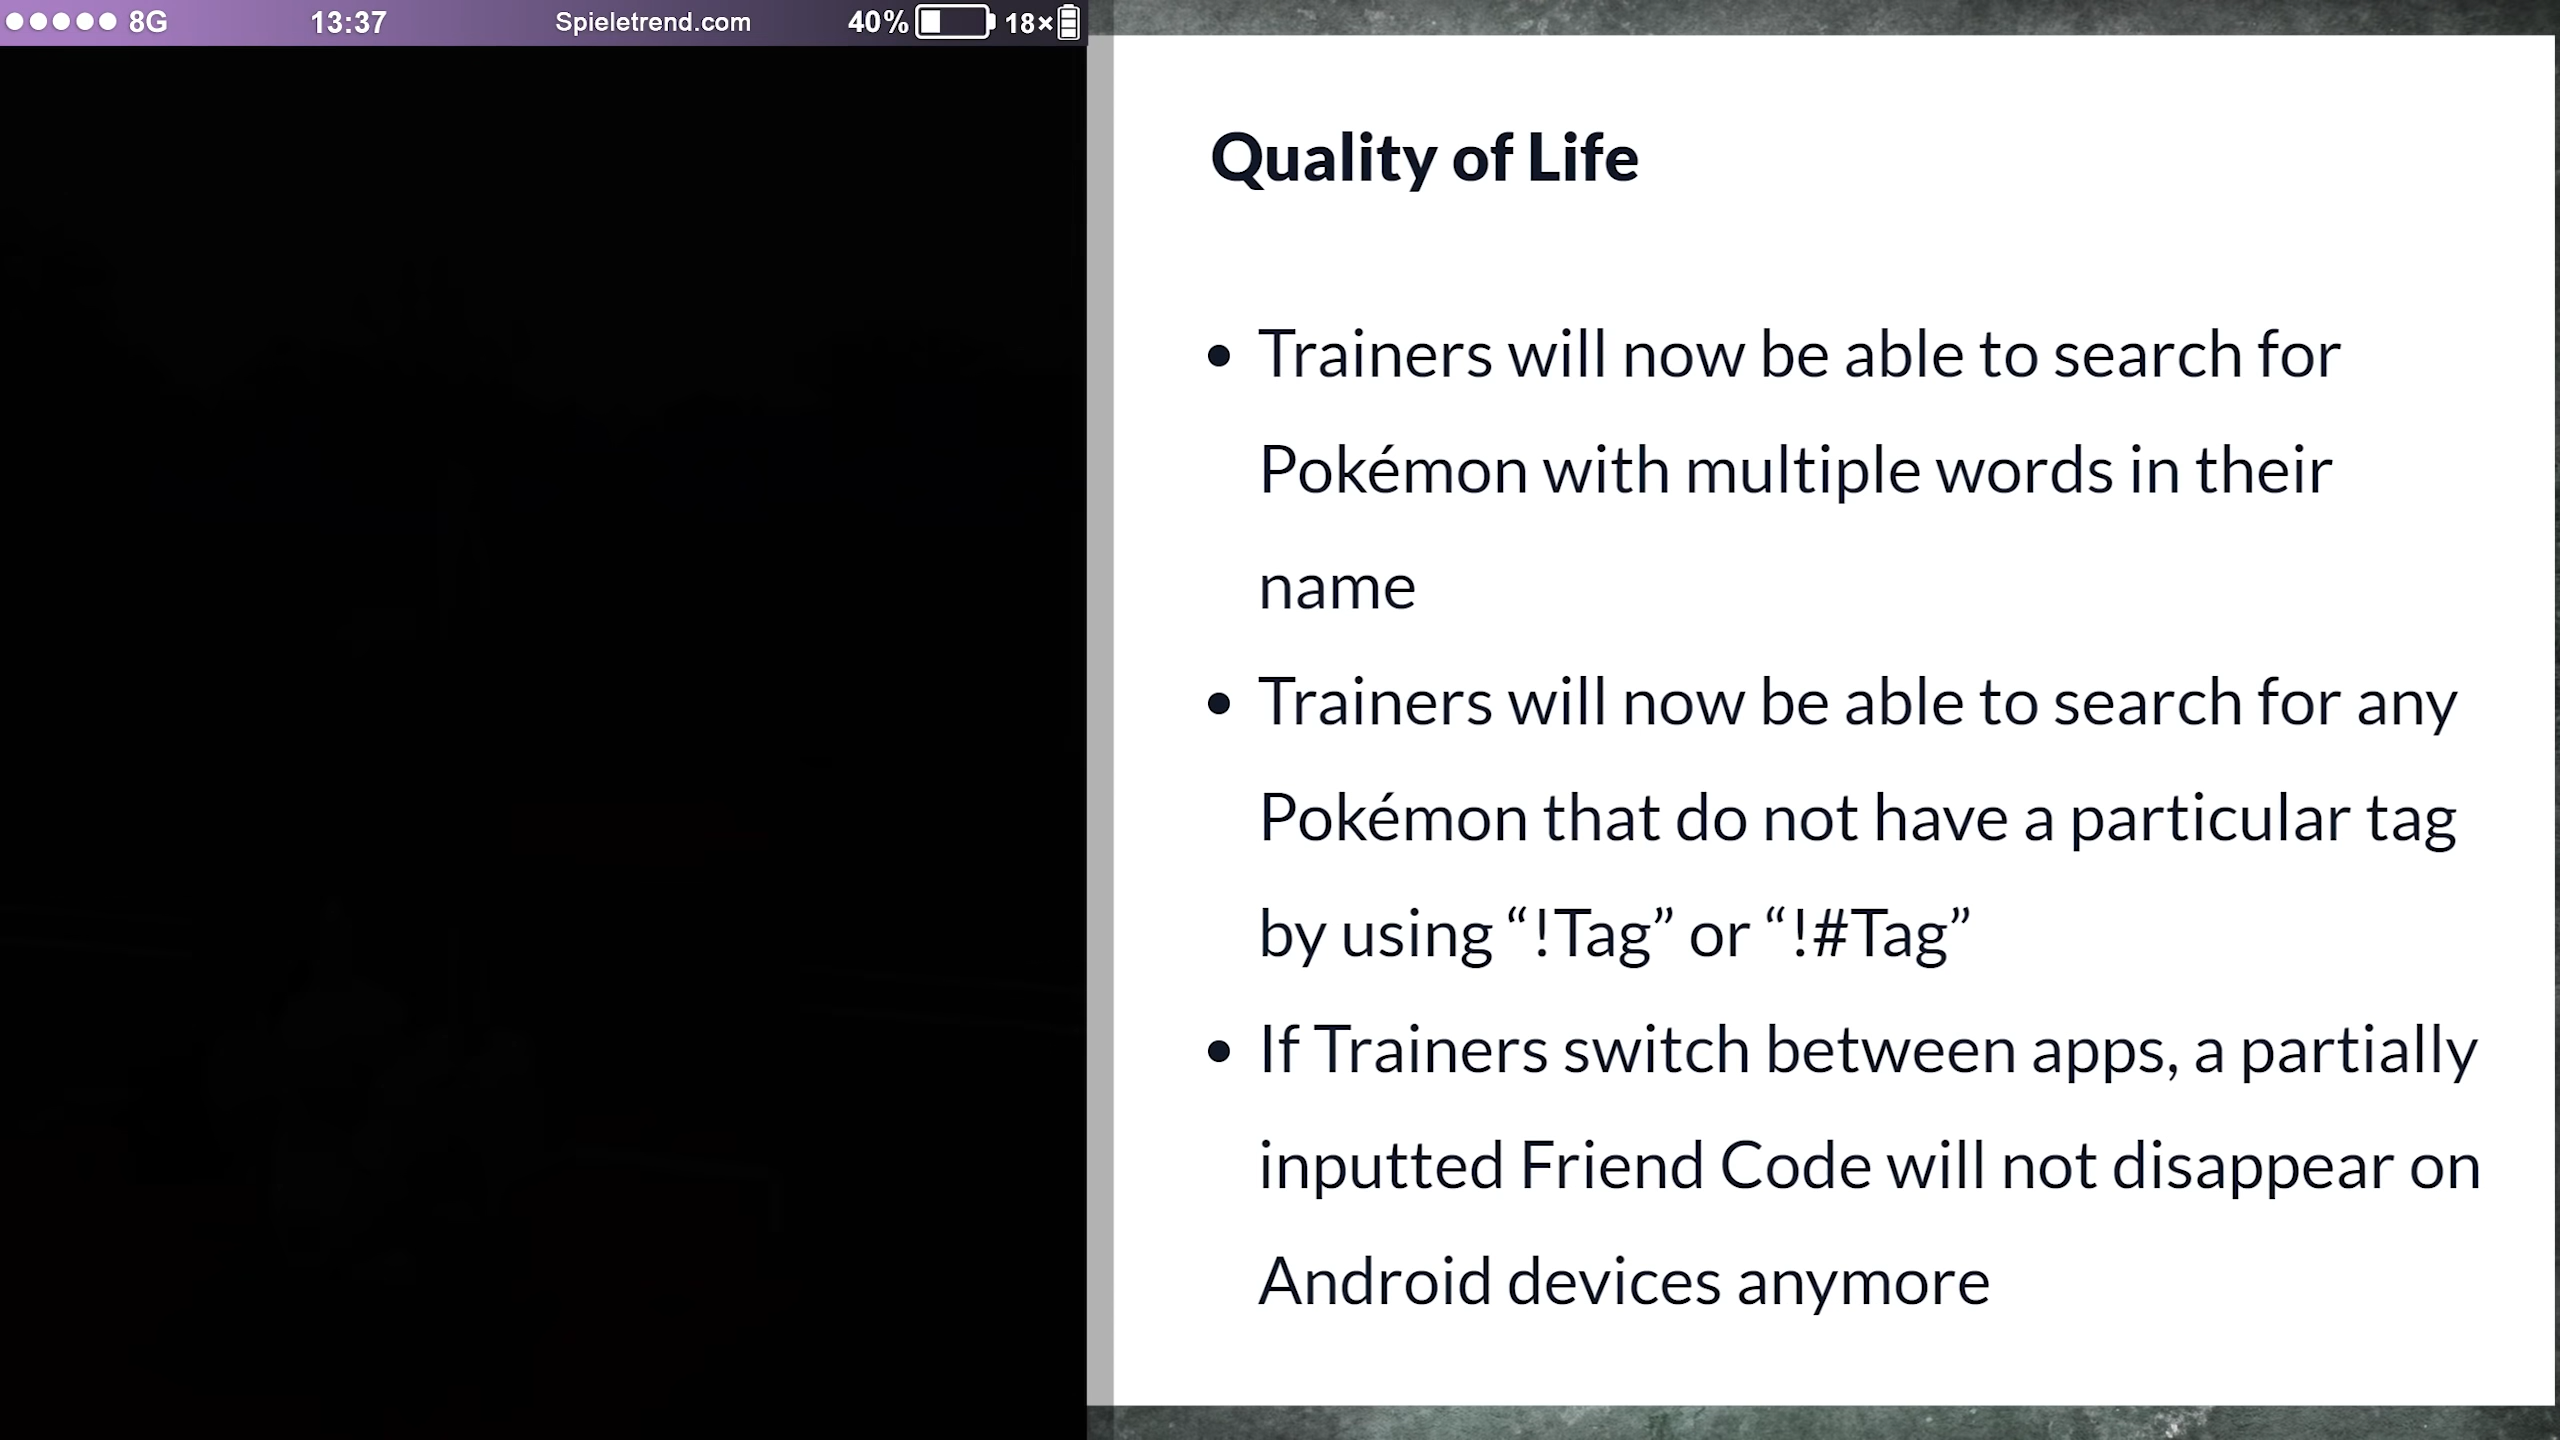 8G 13:37 Spieletrend.com 40% 18×
Quality of Life
• Trainers will now be able to search for
Pokémon with multiple words in their
name
• Trainers will now be able to search for any
Pokémon that do not have a particular tag
by using “!Tag” or “!#Tag”
• If Trainers switch between apps, a partially
inputted Friend Code will not disappear on
Android devices anymore